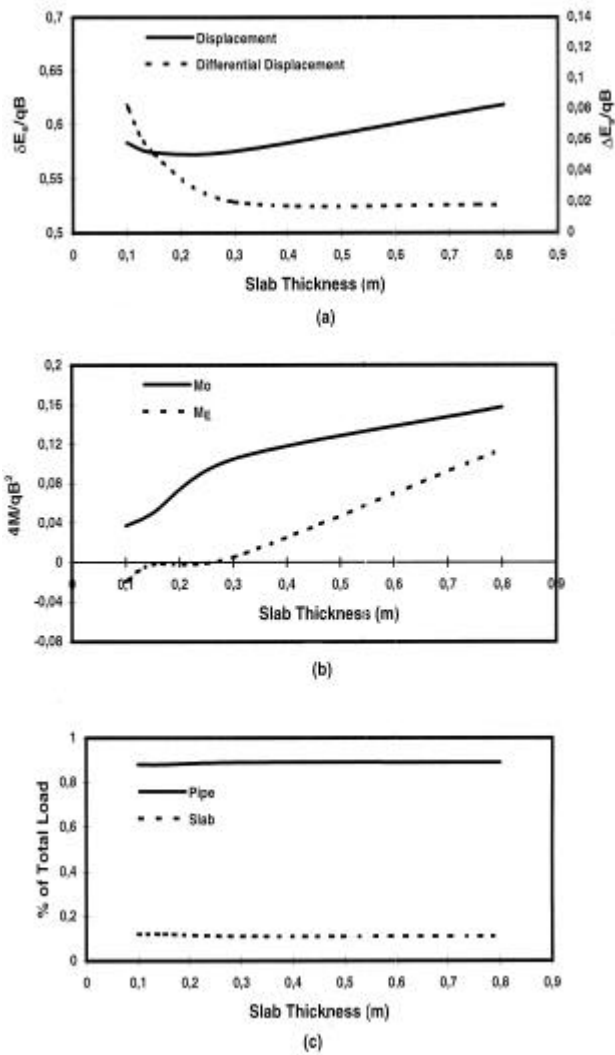 0,7
0,65
0,6
0,55
0,5
δEs/qB
Displacement
Differential Displacement
0,14
0,12
0,1
0,08
0,06
0,04
0,02
0
ΔEs/qB
0 0,1 0,2 0,3 0,4 0,5 0,6 0,7 0,8 0,9
Slab Thickness (m)
(a)
0,2
0,16
0,12
0,08
0,04
0
-0,04
-0,08
4M/qB²
Mo
ME
0 0,1 0,2 0,3 0,4 0,5 0,6 0,7 0,8 0,9
Slab Thickness (m)
(b)
1
0,8
0,6
0,4
0,2
0
% of Total Load
Pipe
Slab
0 0,1 0,2 0,3 0,4 0,5 0,6 0,7 0,8 0,9
Slab Thickness (m)
(c)